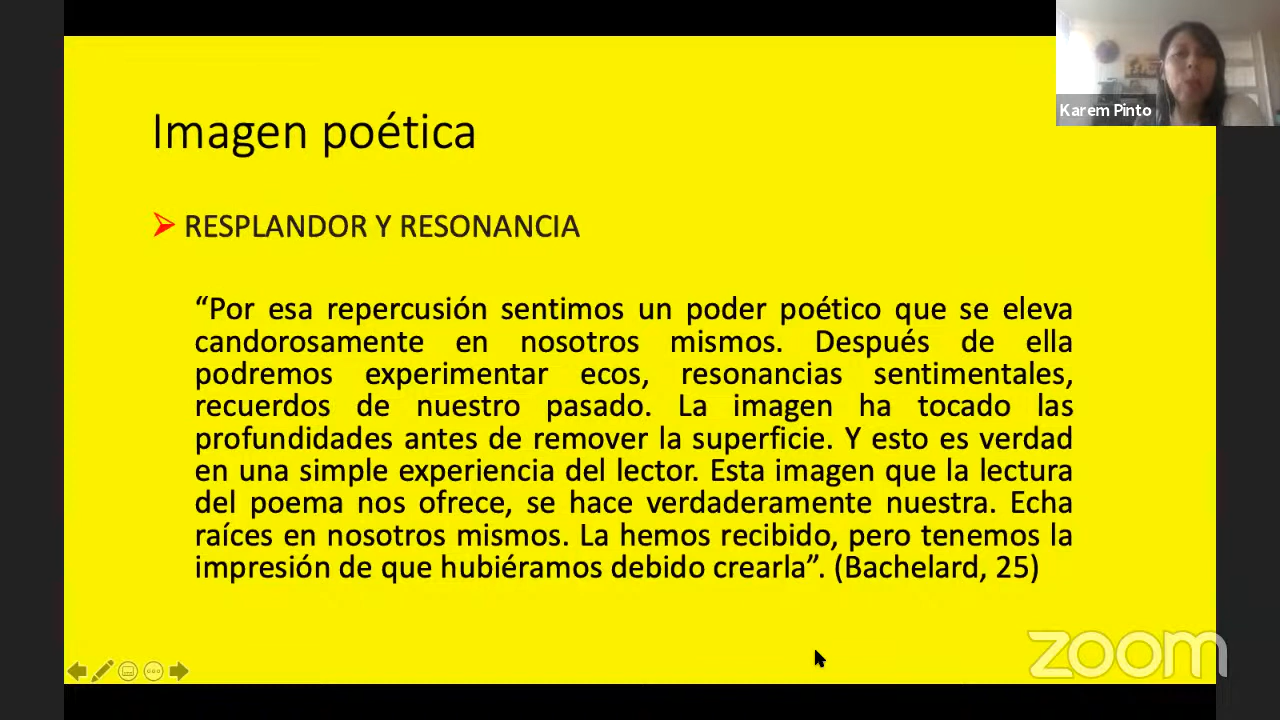 Karem Pinto
Imagen poética
RESPLANDOR Y RESONANCIA
“Por esa repercusión sentimos un poder poético que se eleva
candorosamente en nosotros mismos. Después de ella
podremos experimentar ecos, resonancias sentimentales,
recuerdos de nuestro pasado. La imagen ha tocado las
profundidades antes de remover la superficie. Y esto es verdad
en una simple experiencia del lector. Esta imagen que la lectura
del poema nos ofrece, se hace verdaderamente nuestra. Echa
raíces en nosotros mismos. La hemos recibido, pero tenemos la
impresión de que hubiéramos debido crearla”. (Bachelard, 25)
zoom